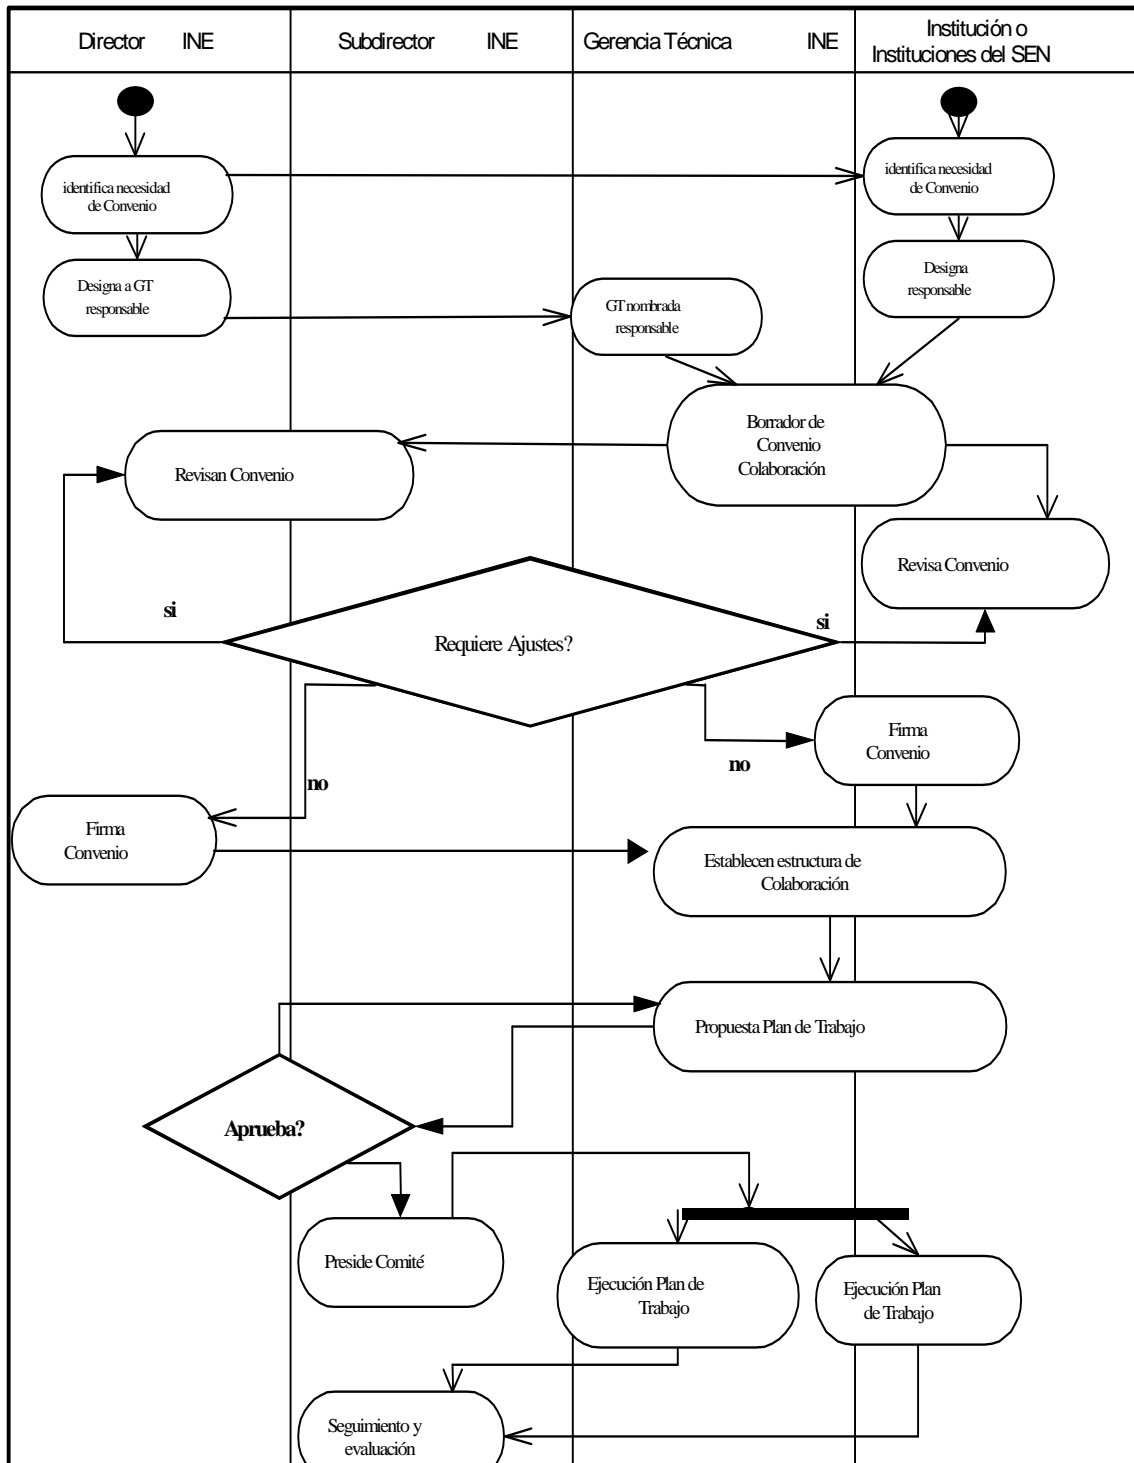 Director INE
Subdirector INE
Gerencia Técnica INE
Institución o
Instituciones del SEN
identifica necesidad
de Convenio
identifica necesidad
de Convenio
Designa a GT
responsable
GT nombrada
responsable
Designa
responsable
Borrador de
Convenio
Colaboración
Revisan Convenio
Revisa Convenio
si
Requiere Ajustes?
si
no
no
Firma
Convenio
Firma
Convenio
Establecen estructura de
Colaboración
Propuesta Plan de Trabajo
Aprueba?
Preside Comité
Ejecución Plan de
Trabajo
Ejecución Plan
de Trabajo
Seguimiento y
evaluación